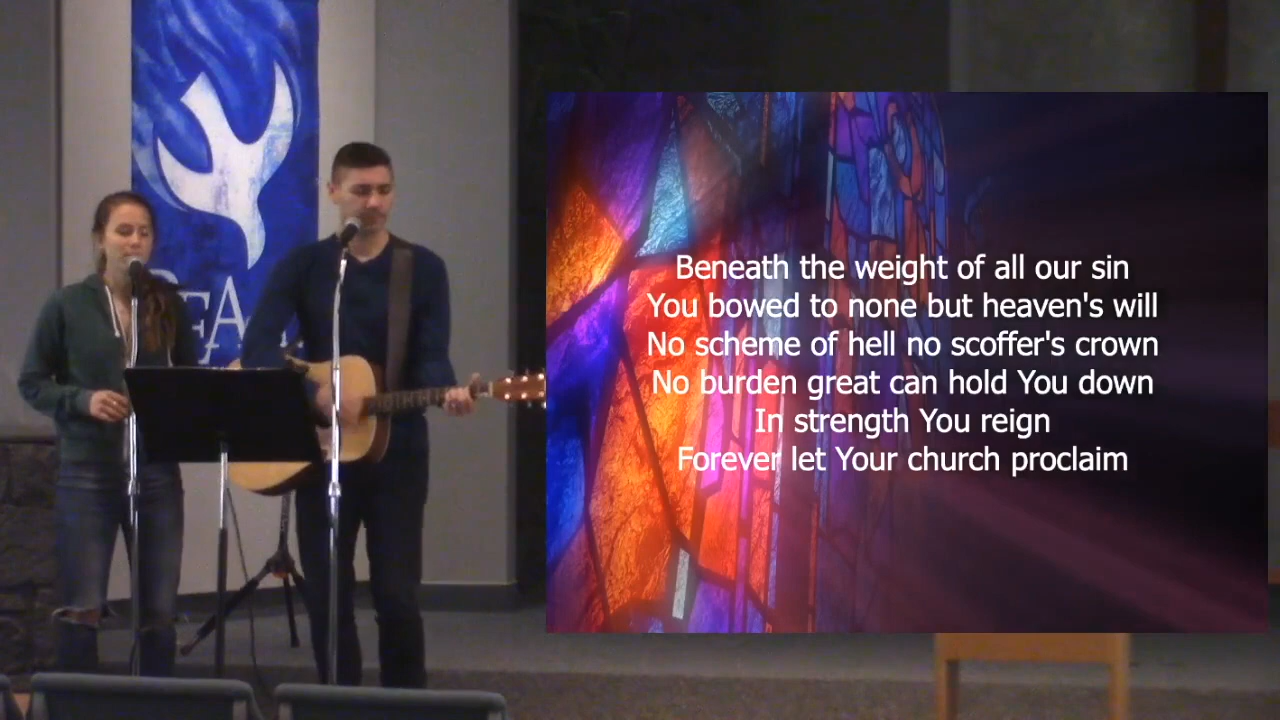 Beneath the weight of all our sin
You bowed to none but heaven's will
No scheme of hell no scoffer's crown
No burden great can hold You down
In strength You reign
Forever let Your church proclaim